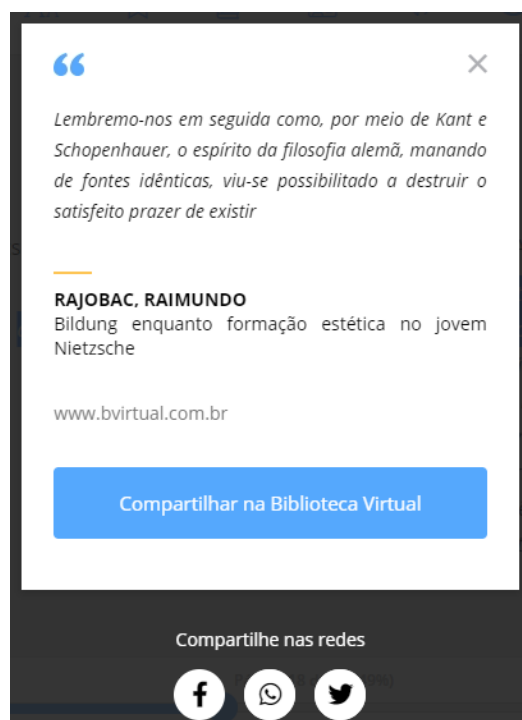 Lembremo-nos em seguida como, por meio de Kant e
Schopenhauer, o espírito da filosofia alemã, manando
de fontes idênticas, viu-se possibilitado a destruir o
satisfeito prazer de existir
RAJOBAC, RAIMUNDO
Bildung enquanto formação estética no jovem
Nietzsche
www.bvirtual.com.br
Compartilhar na Biblioteca Virtual
Compartilhe nas redes